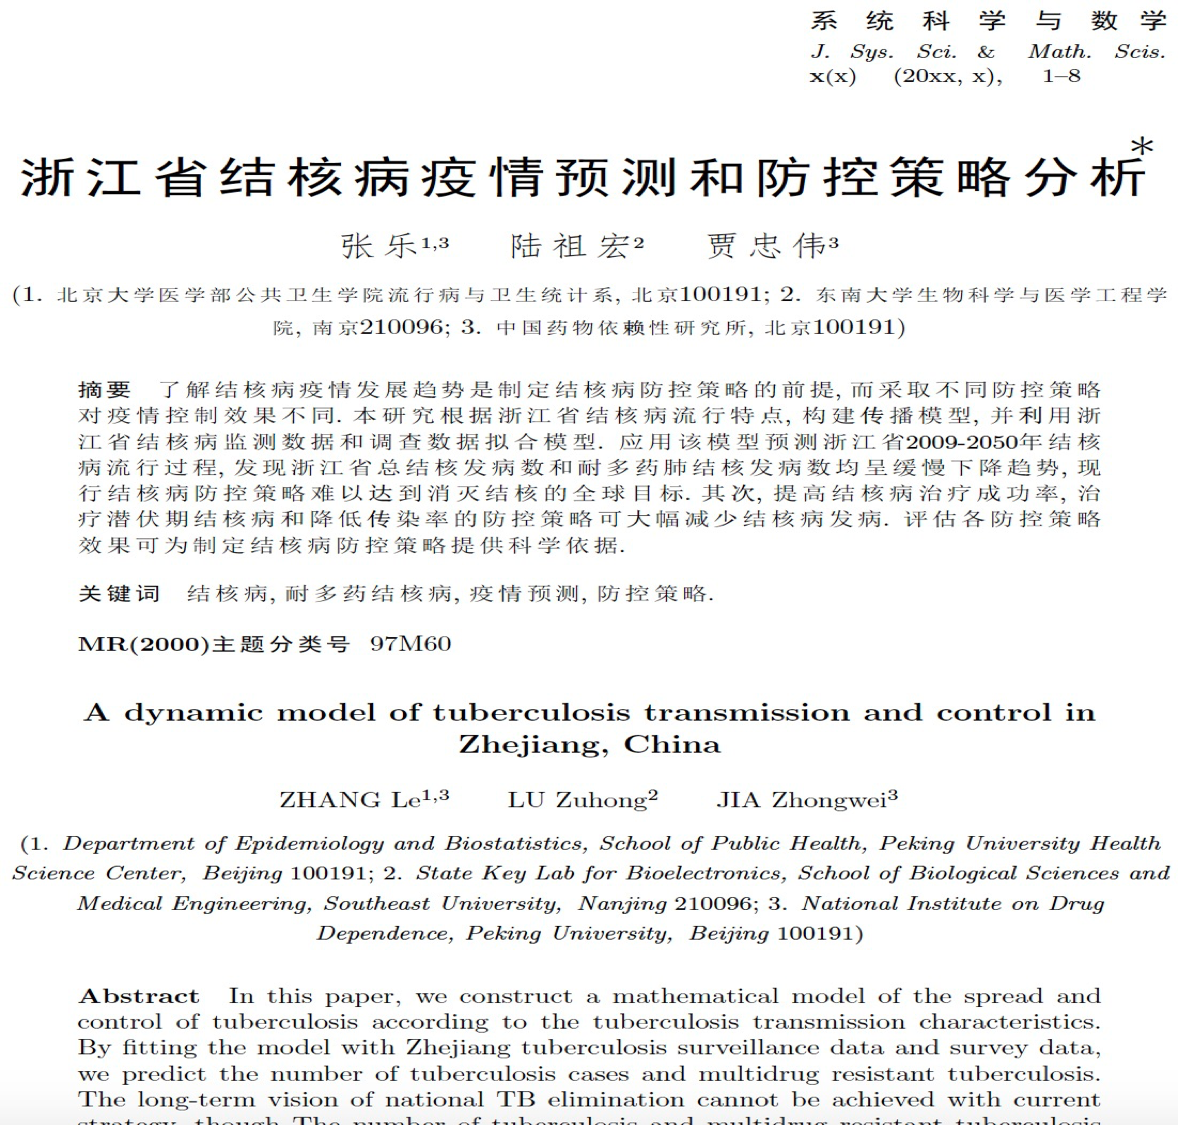 系统科学与数学
J. Sys. Sci. & Math. Scis.
x(x) (20xx, x), 1–8
浙江省结核病疫情预测和防控策略分析*
张乐1,3 陆祖宏2 贾忠伟3
(1. 北京大学医学部公共卫生学院流行病与卫生统计系, 北京100191; 2. 东南大学生物科学与医学工程学
院, 南京210096; 3. 中国药物依赖性研究所, 北京100191)
摘要 了解结核病疫情发展趋势是制定结核病防控策略的前提, 而采取不同防控策略
对疫情控制效果不同. 本研究根据浙江省结核病流行特点, 构建传播模型, 并利用浙
江省结核病监测数据和调查数据拟合模型. 应用该模型预测浙江省2009-2050年结核
病流行过程, 发现浙江省总结核发病数和耐多药肺结核发病数均呈缓慢下降趋势, 现
行结核病防控策略难以达到消灭结核的全球目标. 其次, 提高结核病治疗成功率, 治
疗潜伏期结核病和降低传染率的防控策略可大幅减少结核病发病. 评估各防控策略
效果可为制定结核病防控策略提供科学依据.
关键词 结核病, 耐多药结核病, 疫情预测, 防控策略.
MR(2000)主题分类号 97M60
A dynamic model of tuberculosis transmission and control in
Zhejiang, China
ZHANG Le1,3 LU Zuhong2 JIA Zhongwei3
(1. Department of Epidemiology and Biostatistics, School of Public Health, Peking University Health
Science Center, Beijing 100191; 2. State Key Lab for Bioelectronics, School of Biological Sciences and
Medical Engineering, Southeast University, Nanjing 210096; 3. National Institute on Drug
Dependence, Peking University, Beijing 100191)
Abstract In this paper, we construct a mathematical model of the spread and
control of tuberculosis according to the tuberculosis transmission characteristics.
By fitting the model with Zhejiang tuberculosis surveillance data and survey data,
we predict the number of tuberculosis cases and multidrug resistant tuberculosis.
The long-term vision of national TB elimination cannot be achieved with current
strategy, though The number of tuberculosis and multidrug resistant tuberculosis